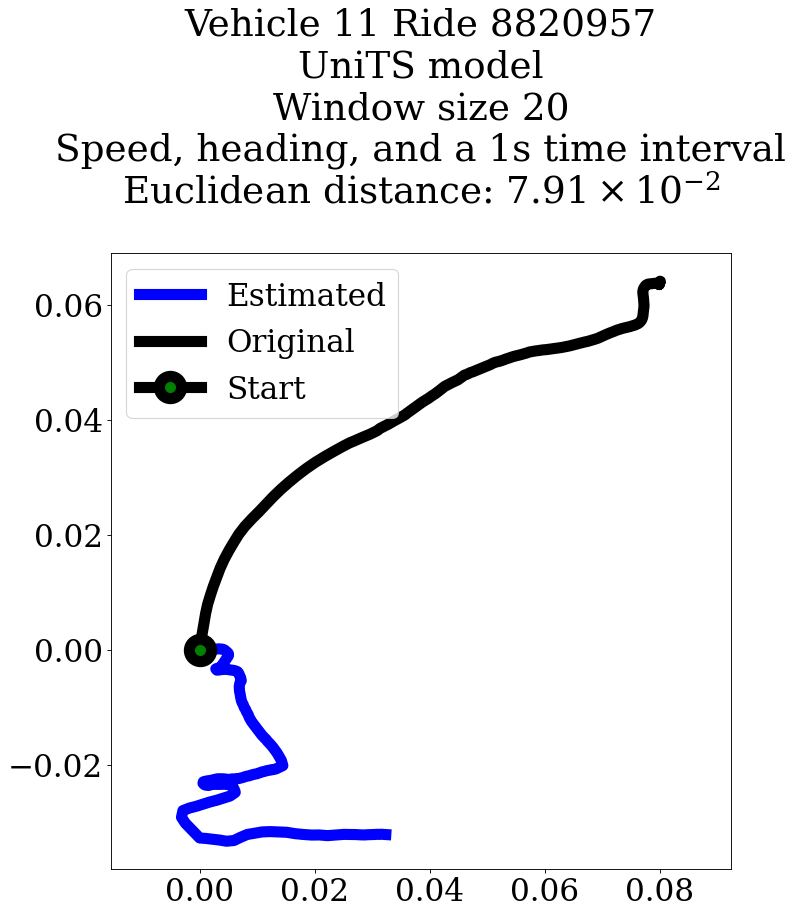 Vehicle 11 Ride 8820957
UniTS model
Window size 20
Speed, heading, and a 1s time interval
Euclidean distance: 7.91 × 10⁻²
Estimated
Original
Start
0.06
0.04
0.02
0.00
−0.02
0.00 0.02 0.04 0.06 0.08